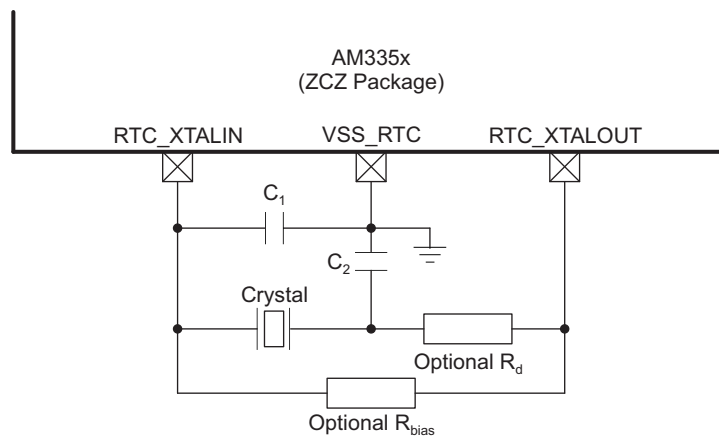 AM335x
(ZCZ Package)
RTC_XTALIN
VSS_RTC
RTC_XTALOUT
C1
C2
Crystal
Optional Rd
Optional Rbias